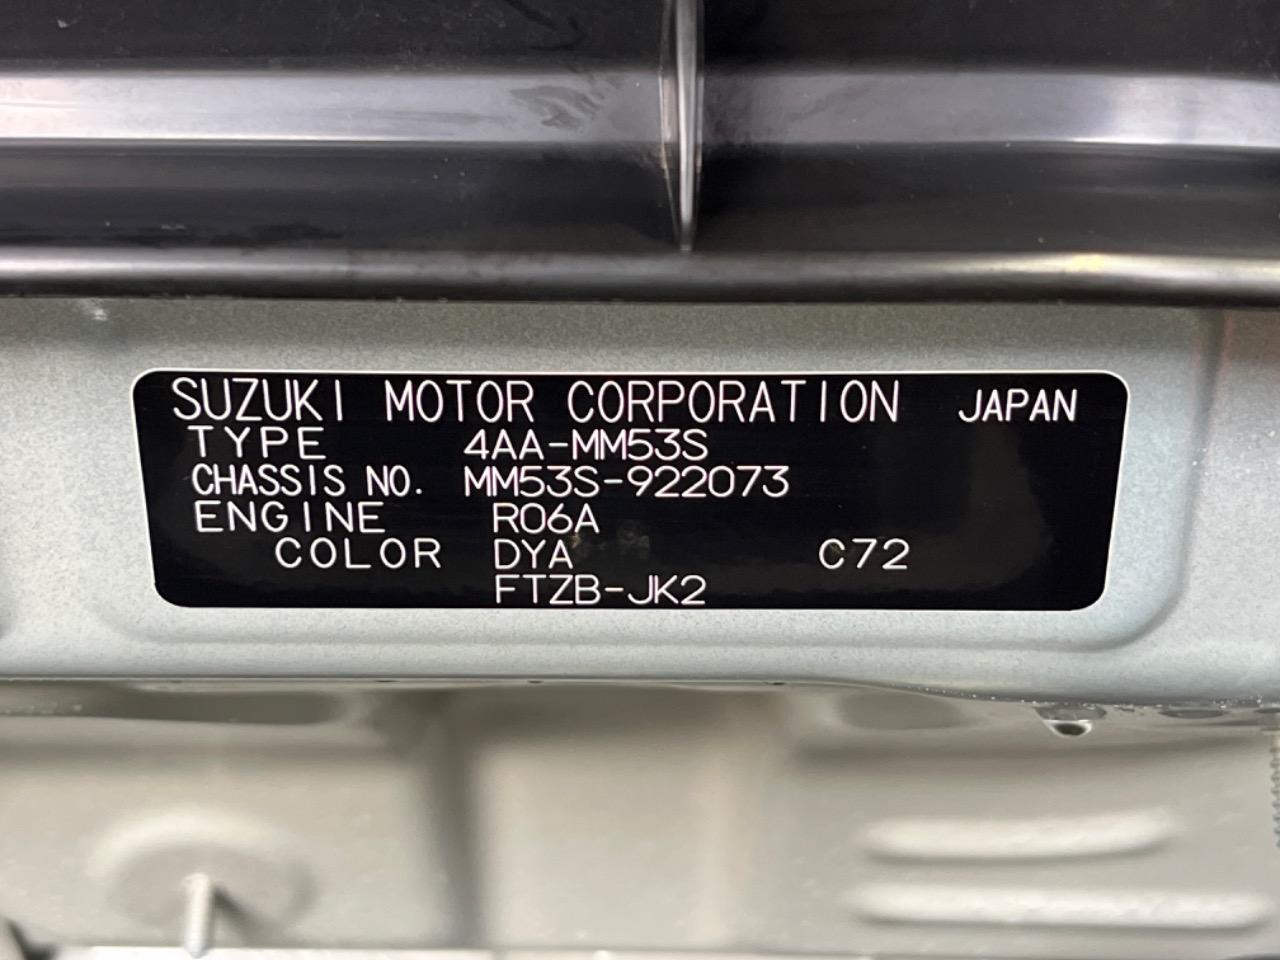 SUZUKI MOTOR CORPORATION JAPAN
TYPE 4AA-MM53S
CHASSIS NO. MM53S-922073
ENGINE R06A
COLOR DYA C72
FTZB-JK2